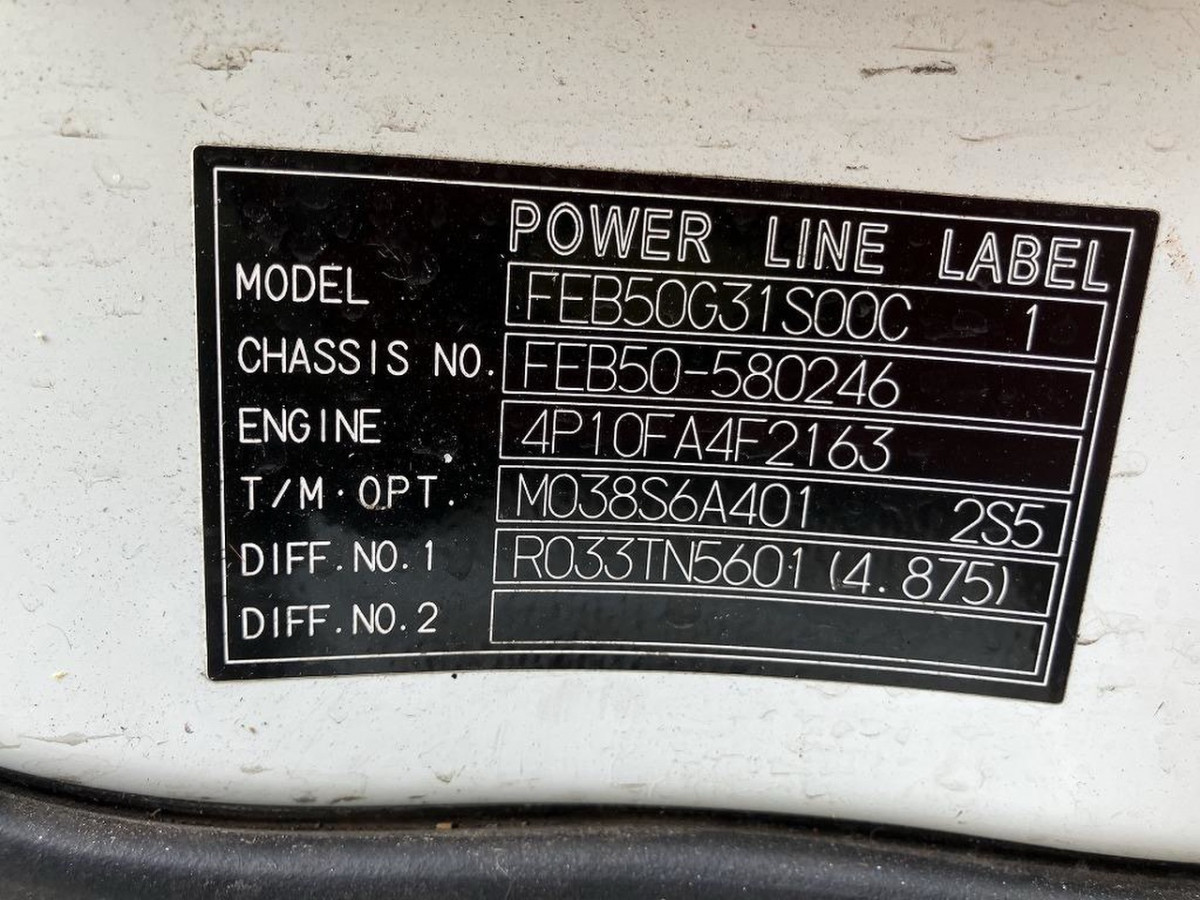 POWER LINE LABEL
MODEL FEB50G31S00C 1
CHASSIS NO. FEB50-580246
ENGINE 4P10FA4F2163
T/M·OPT. M038S6A401 2S5
DIFF.NO.1 R033TN5601 (4.875)
DIFF.NO.2